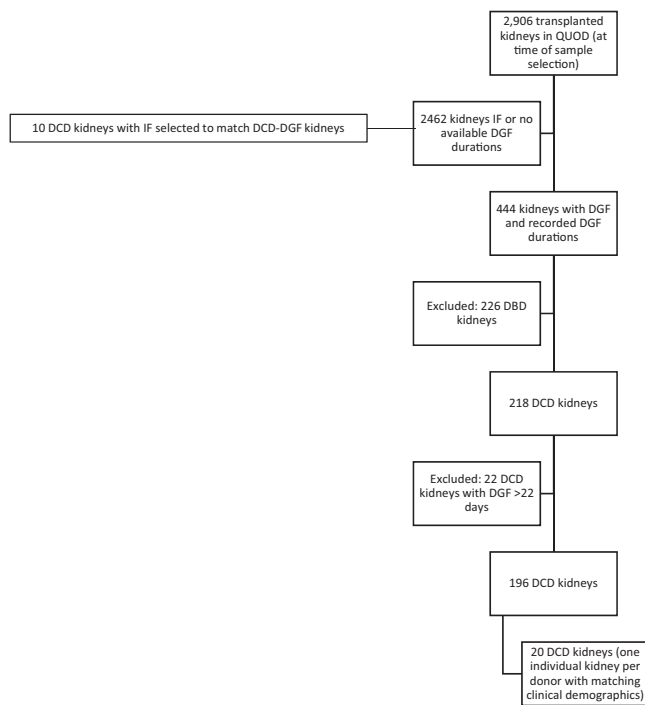 2,906 transplanted
kidneys in QUOD (at
time of sample
selection)
10 DCD kidneys with IF selected to match DCD-DGF kidneys
2462 kidneys IF or no
available DGF
durations
444 kidneys with DGF
and recorded DGF
durations
Excluded: 226 DBD
kidneys
218 DCD kidneys
Excluded: 22 DCD
kidneys with DGF >22
days
196 DCD kidneys
20 DCD kidneys (one
individual kidney per
donor with matching
clinical demographics)